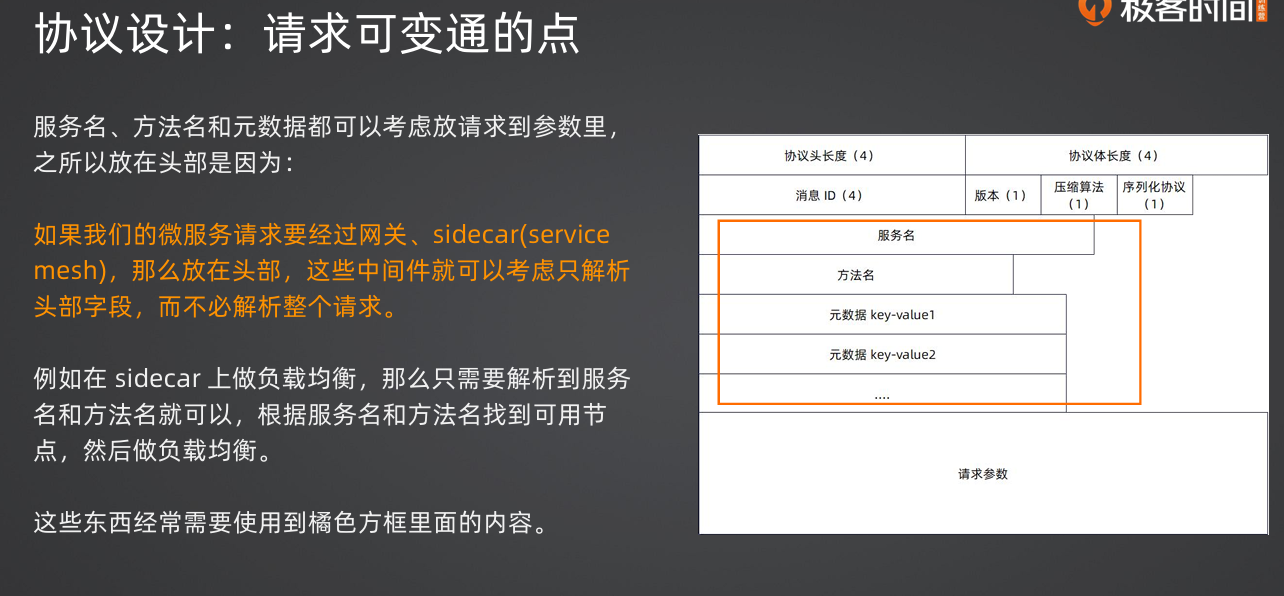 协议设计：请求可变通的点
极客时间
服务名、方法名和元数据都可以考虑放请求到参数里，
之所以放在头部是因为：
如果我们的微服务请求要经过网关、sidecar(service
mesh)，那么放在头部，这些中间件就可以考虑只解析
头部字段，而不必解析整个请求。
例如在 sidecar 上做负载均衡，那么只需要解析到服务
名和方法名就可以，根据服务名和方法名找到可用节
点，然后做负载均衡。
这些东西经常需要使用到橘色方框里面的内容。
协议头长度（4）
协议体长度（4）
消息 ID（4）
版本（1）
压缩算法
（1）
序列化协议
（1）
服务名
方法名
元数据 key-value1
元数据 key-value2
....
请求参数